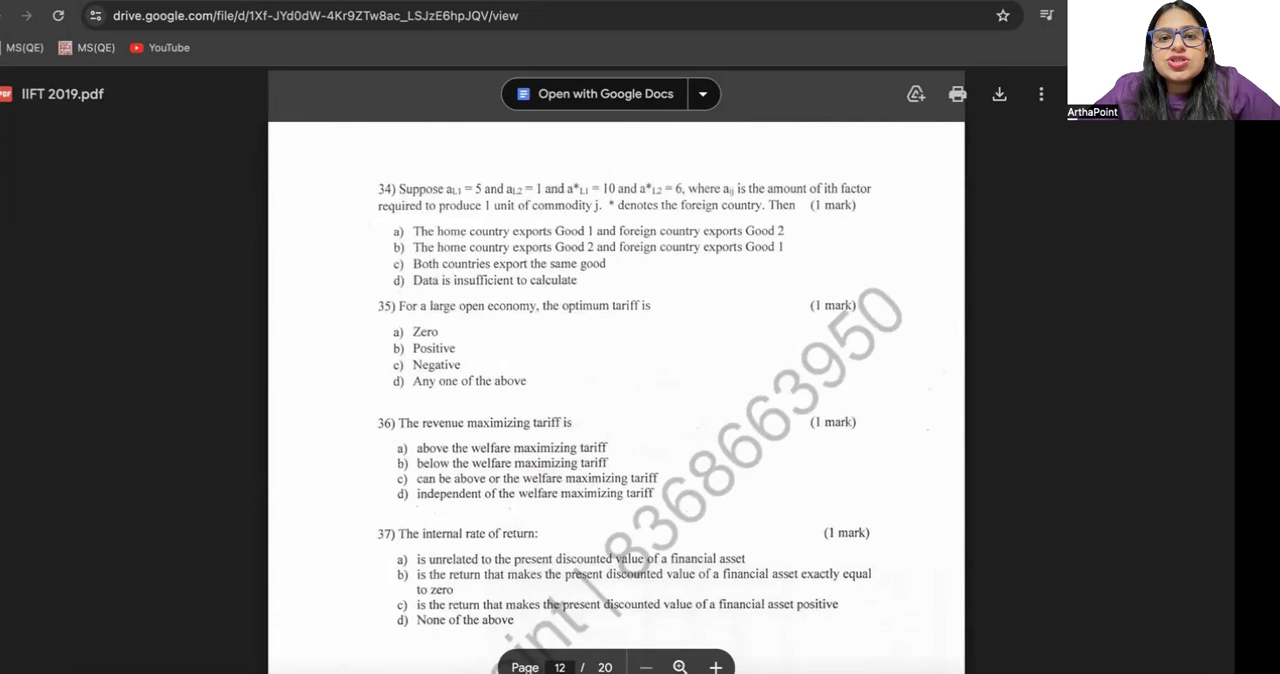 drive.google.com/file/d/1Xf-JYd0dW-4Kr9ZTw8ac_LSJzE6hpJQV/view
MS(QE) MS(QE) YouTube
PDF IIFT 2019.pdf
Open with Google Docs
ArthaPoint
34) Suppose aL1 = 5 and aL2 = 1 and a*L1 = 10 and a*L2 = 6, where aij is the amount of ith factor
required to produce 1 unit of commodity j. * denotes the foreign country. Then (1 mark)
a) The home country exports Good 1 and foreign country exports Good 2
b) The home country exports Good 2 and foreign country exports Good 1
c) Both countries export the same good
d) Data is insufficient to calculate
35) For a large open economy, the optimum tariff is (1 mark)
a) Zero
b) Positive
c) Negative
d) Any one of the above
36) The revenue maximizing tariff is (1 mark)
a) above the welfare maximizing tariff
b) below the welfare maximizing tariff
c) can be above or the welfare maximizing tariff
d) independent of the welfare maximizing tariff
37) The internal rate of return: (1 mark)
a) is unrelated to the present discounted value of a financial asset
b) is the return that makes the present discounted value of a financial asset exactly equal
to zero
c) is the return that makes the present discounted value of a financial asset positive
d) None of the above
oint | 8368663950
Page 12 / 20